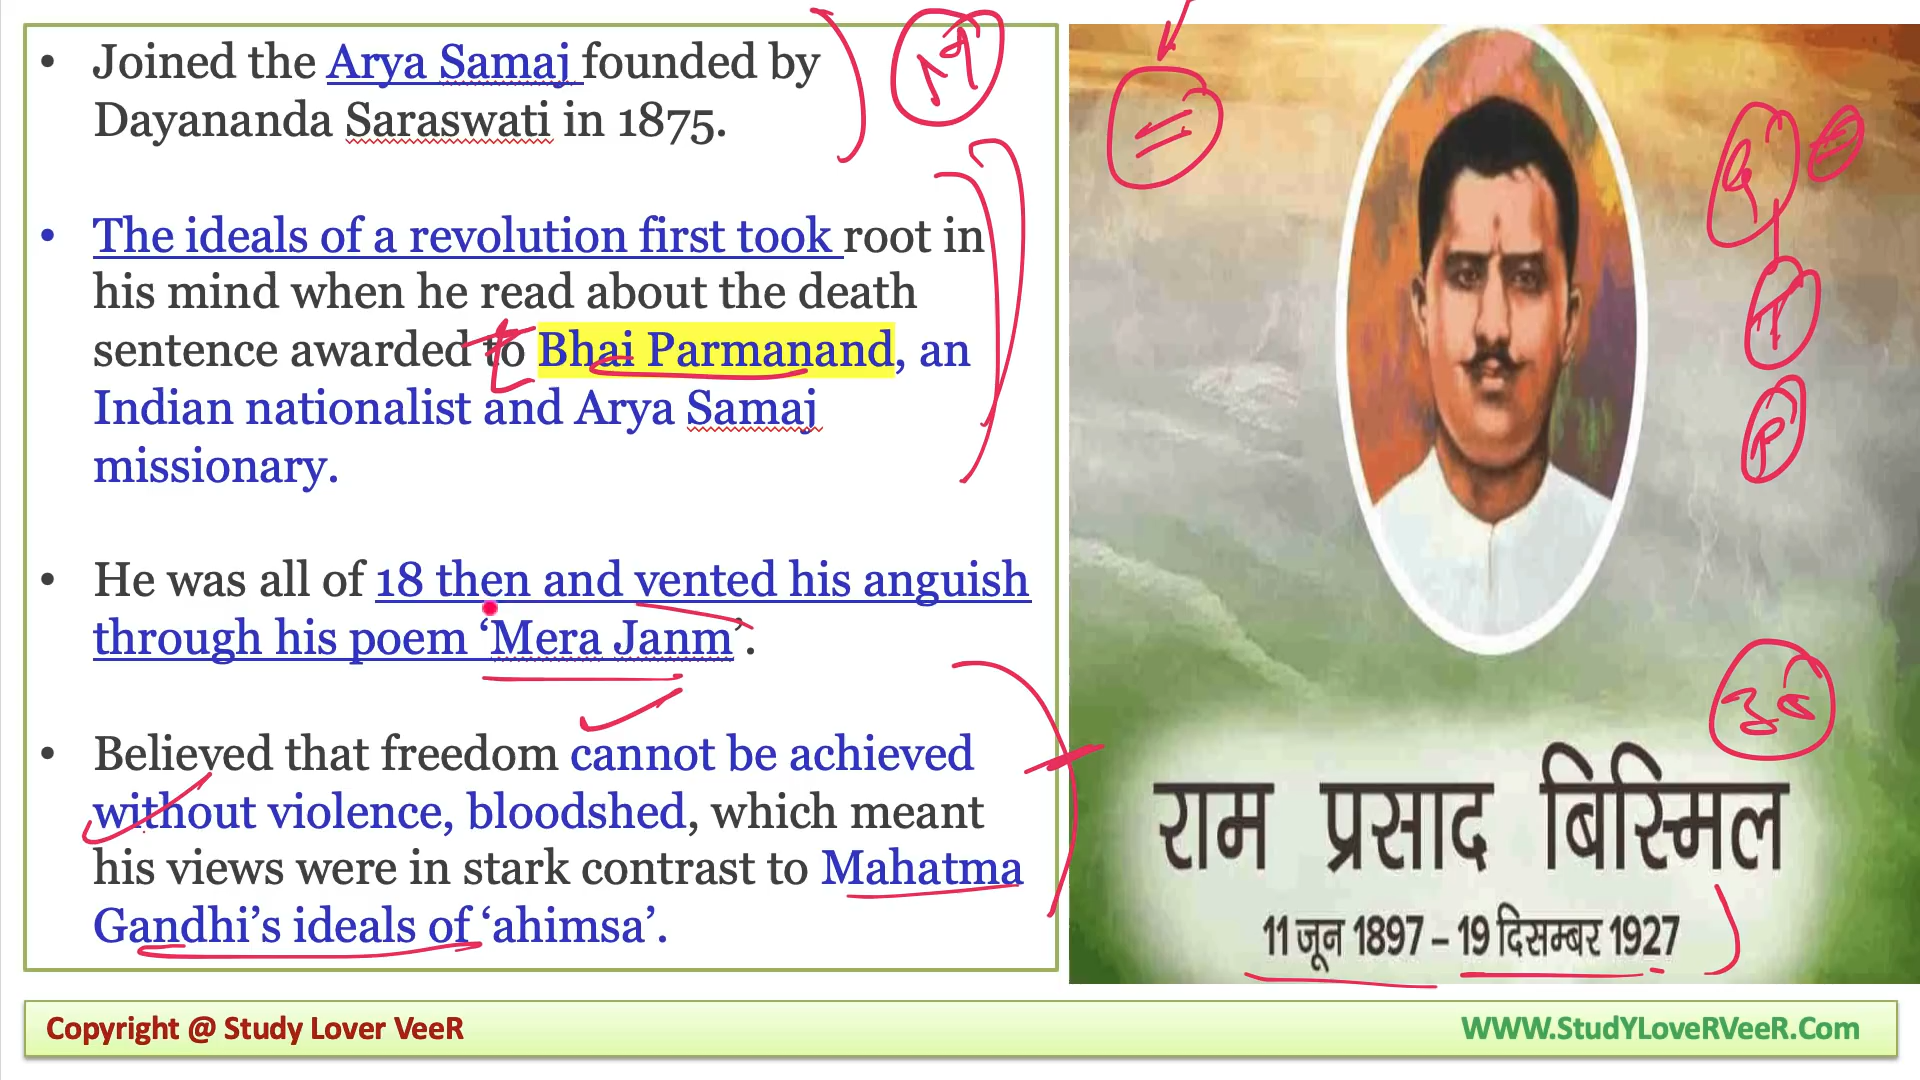 • Joined the Arya Samaj founded by
Dayananda Saraswati in 1875.
• The ideals of a revolution first took root in
his mind when he read about the death
sentence awarded to Bhai Parmanand, an
Indian nationalist and Arya Samaj
missionary.
• He was all of 18 then and vented his anguish
through his poem ‘Mera Janm’.
• Believed that freedom cannot be achieved
without violence, bloodshed, which meant
his views were in stark contrast to Mahatma
Gandhi’s ideals of ‘ahimsa’.
राम प्रसाद बिस्मिल
11 जून 1897 – 19 दिसम्बर 1927
Copyright @ Study Lover VeeR
WWW.StudYLoveRVeeR.Com